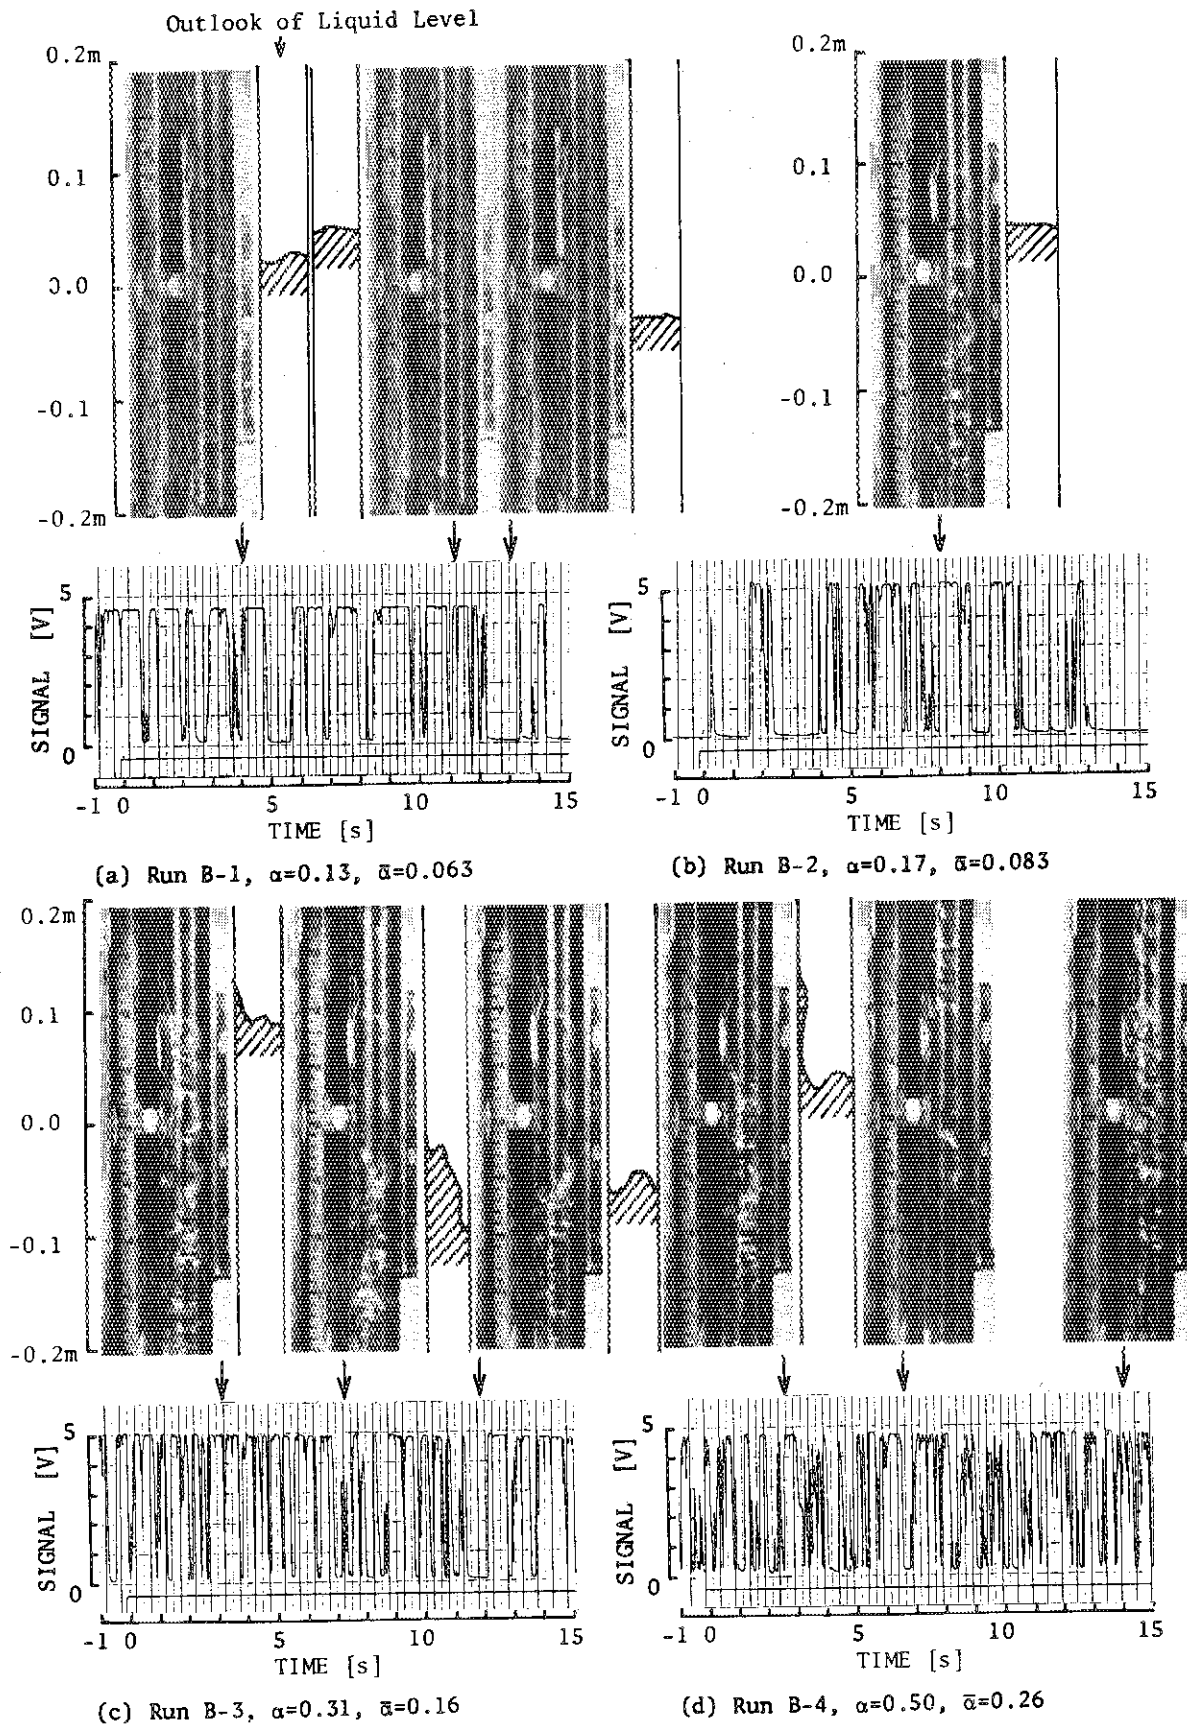 Outlook of Liquid Level
0.2m
0.1
0.0
-0.1
-0.2m
0.2m
0.1
0.0
-0.1
-0.2m
SIGNAL [V]
5
0
-1 0 5 10 15
TIME [s]
SIGNAL [V]
5
0
-1 0 5 10 15
TIME [s]
(a) Run B-1, α=0.13, ᾱ=0.063
(b) Run B-2, α=0.17, ᾱ=0.083
0.2m
0.1
0.0
-0.1
-0.2m
SIGNAL [V]
5
0
-1 0 5 10 15
TIME [s]
SIGNAL [V]
5
0
-1 0 5 10 15
TIME [s]
(c) Run B-3, α=0.31, ᾱ=0.16
(d) Run B-4, α=0.50, ᾱ=0.26